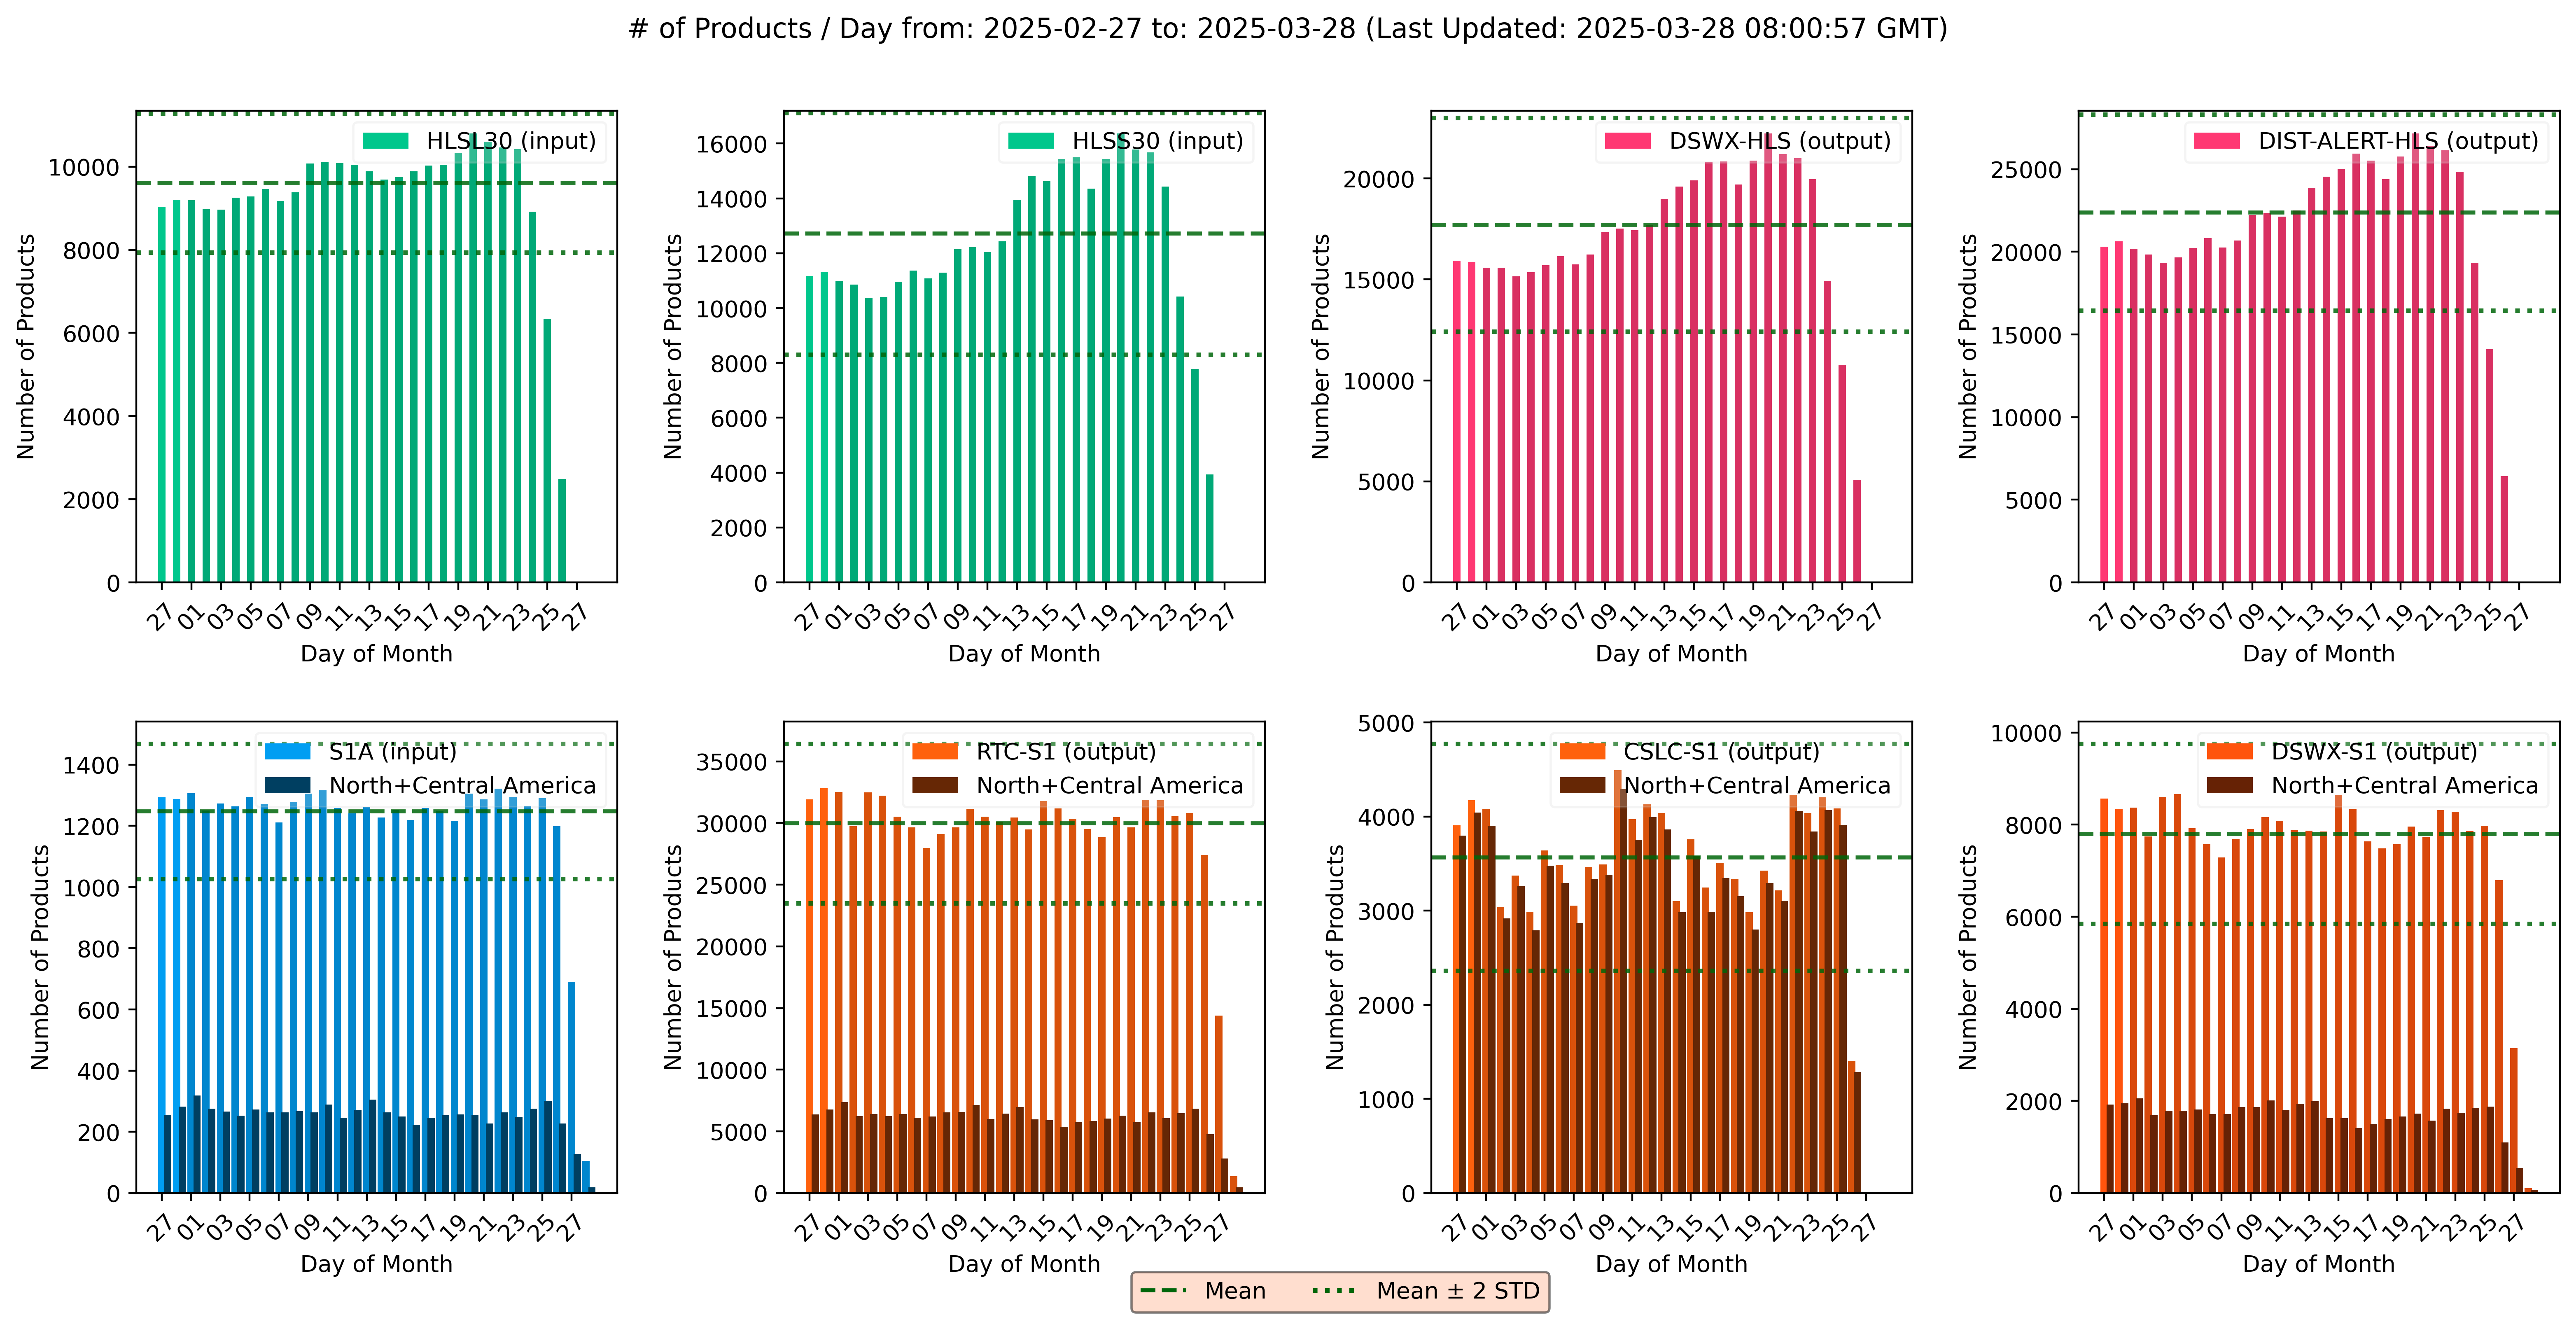 # of Products / Day from: 2025-02-27 to: 2025-03-28 (Last Updated: 2025-03-28 08:00:57 GMT)
HLSL30 (input)
Number of Products
10000
8000
6000
4000
2000
0
27 01 03 05 07 09 11 13 15 17 19 21 23 25 27
Day of Month
HLSS30 (input)
Number of Products
16000
14000
12000
10000
8000
6000
4000
2000
0
27 01 03 05 07 09 11 13 15 17 19 21 23 25 27
Day of Month
DSWX-HLS (output)
Number of Products
20000
15000
10000
5000
0
27 01 03 05 07 09 11 13 15 17 19 21 23 25 27
Day of Month
DIST-ALERT-HLS (output)
Number of Products
25000
20000
15000
10000
5000
0
27 01 03 05 07 09 11 13 15 17 19 21 23 25 27
Day of Month
S1A (input)
North+Central America
Number of Products
1400
1200
1000
800
600
400
200
0
27 01 03 05 07 09 11 13 15 17 19 21 23 25 27
Day of Month
RTC-S1 (output)
North+Central America
Number of Products
35000
30000
25000
20000
15000
10000
5000
0
27 01 03 05 07 09 11 13 15 17 19 21 23 25 27
Day of Month
CSLC-S1 (output)
North+Central America
Number of Products
5000
4000
3000
2000
1000
0
27 01 03 05 07 09 11 13 15 17 19 21 23 25 27
Day of Month
DSWX-S1 (output)
North+Central America
Number of Products
10000
8000
6000
4000
2000
0
27 01 03 05 07 09 11 13 15 17 19 21 23 25 27
Day of Month
Mean
Mean ± 2 STD